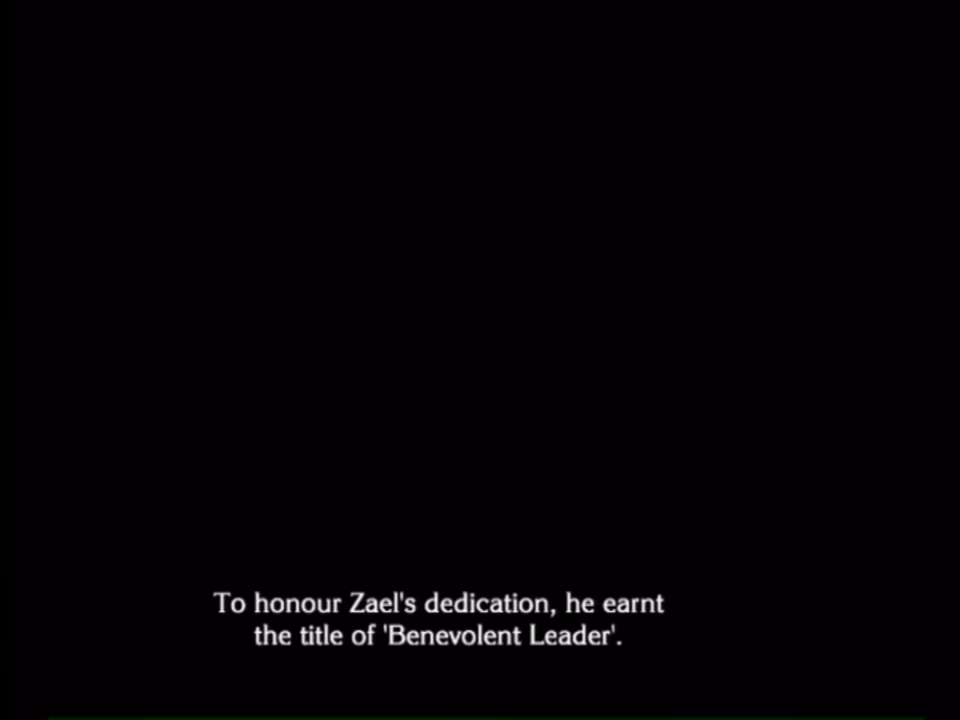 To honour Zael's dedication, he earnt
the title of 'Benevolent Leader'.